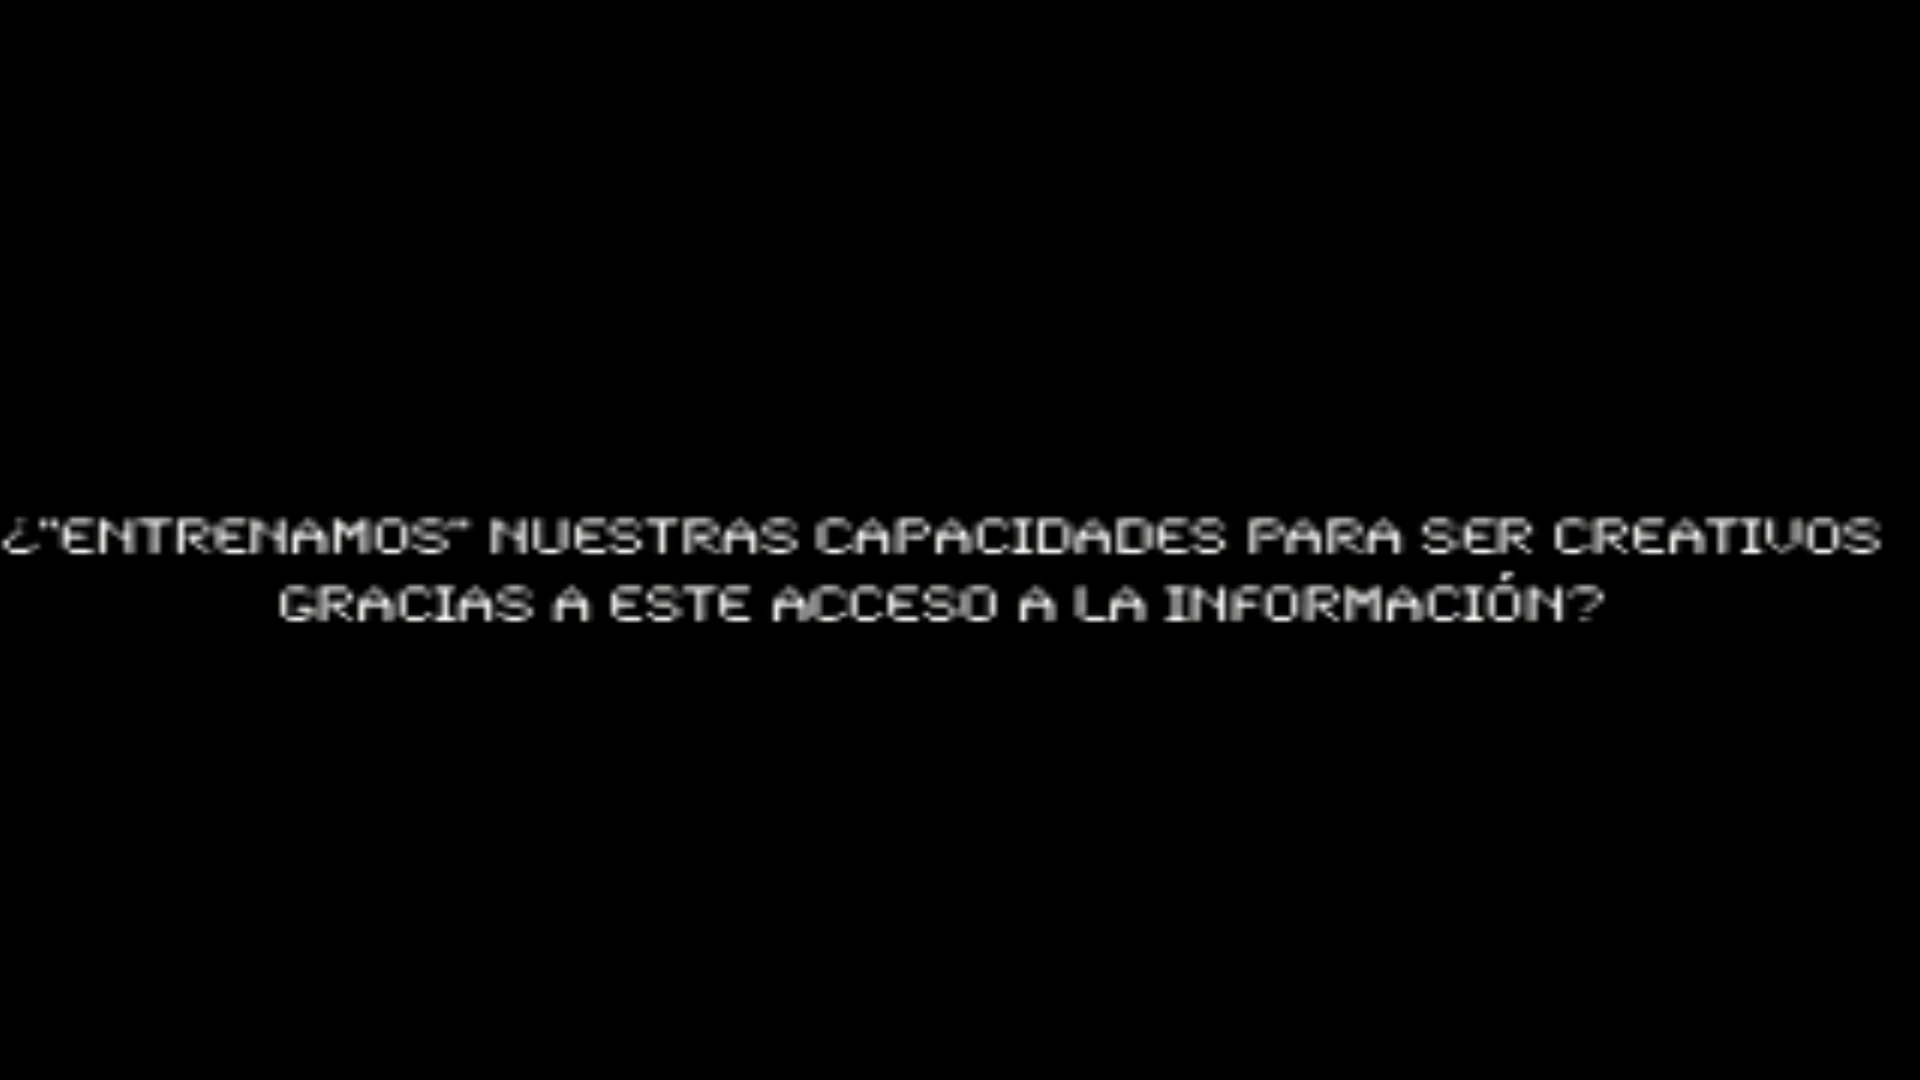 ¿"ENTRENAMOS" NUESTRAS CAPACIDADES PARA SER CREATIVOS
GRACIAS A ESTE ACCESO A LA INFORMACIÓN?